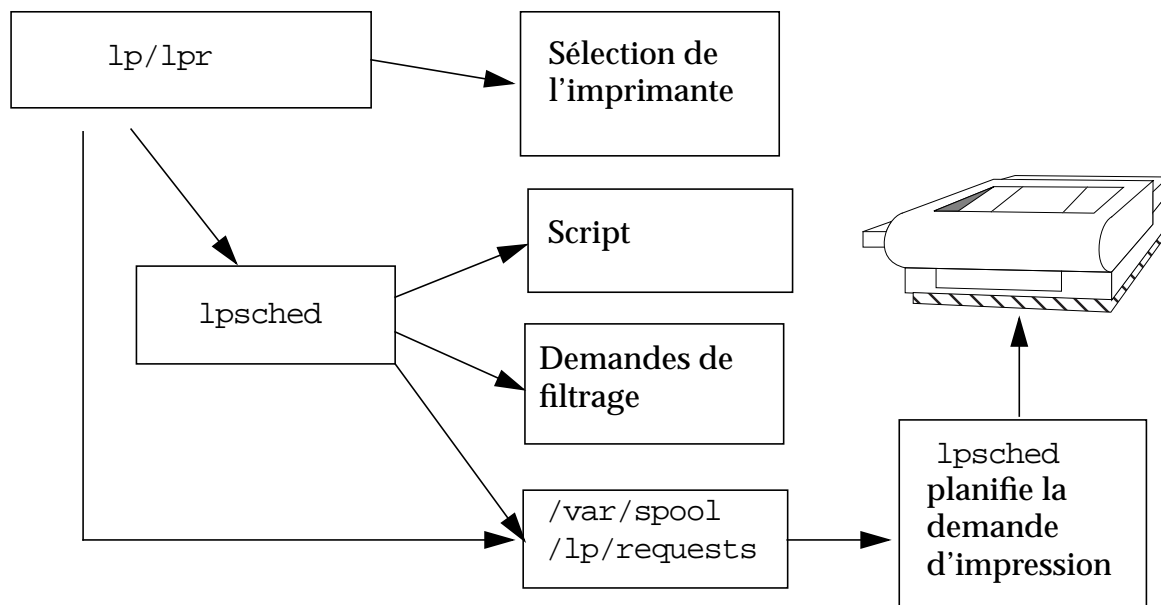 lp/lpr
Sélection de
l’imprimante
Script
lpsched
Demandes de
filtrage
/var/spool
/lp/requests
lpsched
planifie la
demande
d’impression